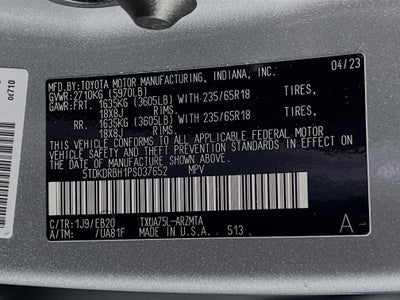 MFD. BY: TOYOTA MOTOR MANUFACTURING, INDIANA, INC. 04/23
GVWR: 2710KG (5970LB)
GAWR: FRT. 1635KG (3605LB) WITH 235/65R18 TIRES,
18X8J RIMS,
RR. 1635KG (3605LB) WITH 235/65R18 TIRES,
18X8J RIMS.
THIS VEHICLE CONFORMS TO ALL APPLICABLE FEDERAL MOTOR
VEHICLE SAFETY, BUMPER, AND THEFT PREVENTION STANDARDS
IN EFFECT ON THE DATE OF MANUFACTURE SHOWN ABOVE.
5TDKDRBH1PS037652 MPV
C/TR: 1J9/EB20 TXUA75L-ARZMTA A-
A/TM: /UA81F MADE IN U.S.A. 513